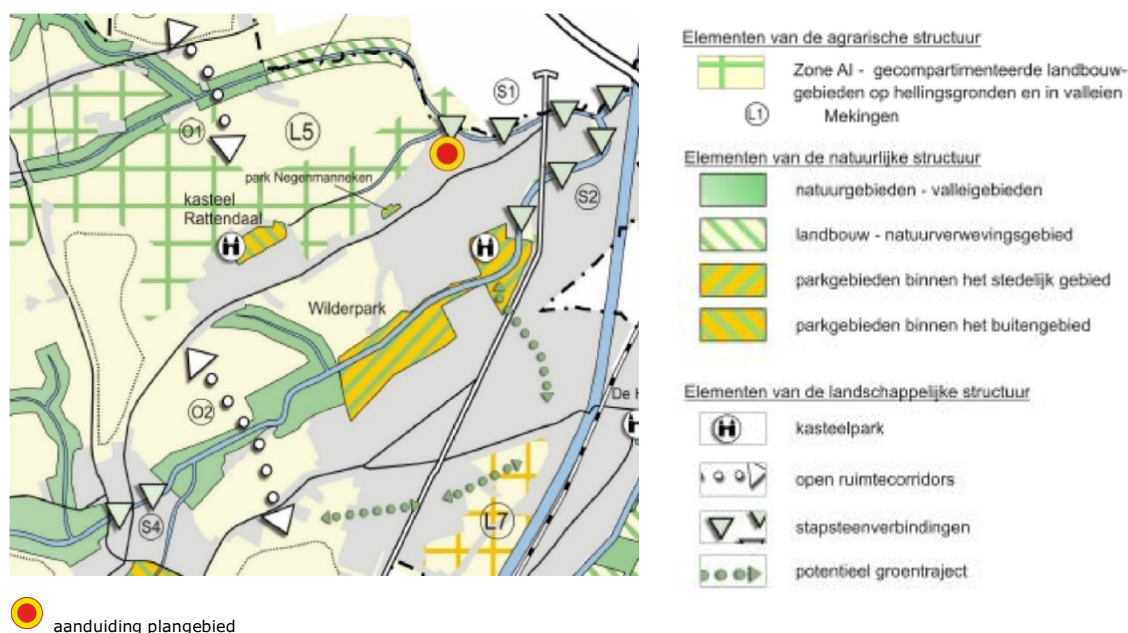 O1
L5
S1
park Negenmanneken
kasteel
Rattendaal
S2
Wilderpark
O2
De H
L7
S4
Elementen van de agrarische structuur
Zone AI - gecompartimenteerde landbouw-
gebieden op hellingsgronden en in valleien
L1
Mekingen
Elementen van de natuurlijke structuur
natuurgebieden - valleigebieden
landbouw - natuurverwevingsgebied
parkgebieden binnen het stedelijk gebied
parkgebieden binnen het buitengebied
Elementen van de landschappelijke structuur
kasteelpark
open ruimtecorridors
stapsteenverbindingen
potentieel groentraject
aanduiding plangebied